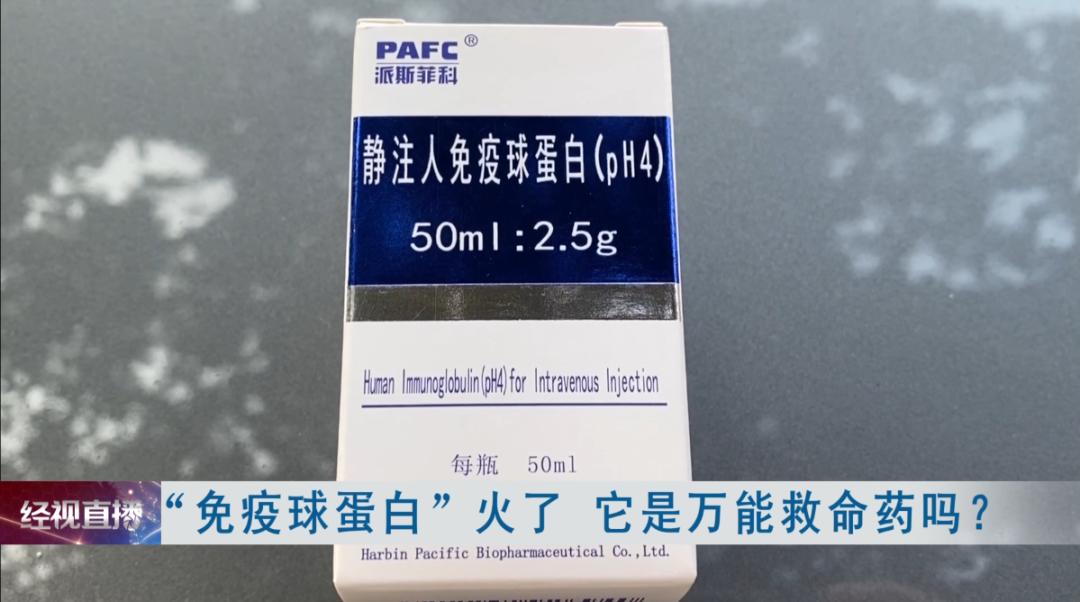 PAFC®
派斯菲科
静注人免疫球蛋白(pH4)
50ml:2.5g
Human Immunoglobulin(pH4)for Intravenous Injection
每瓶 50ml
经视直播
“免疫球蛋白”火了 它是万能救命药吗?
Harbin Pacific Biopharmaceutical Co.,Ltd.